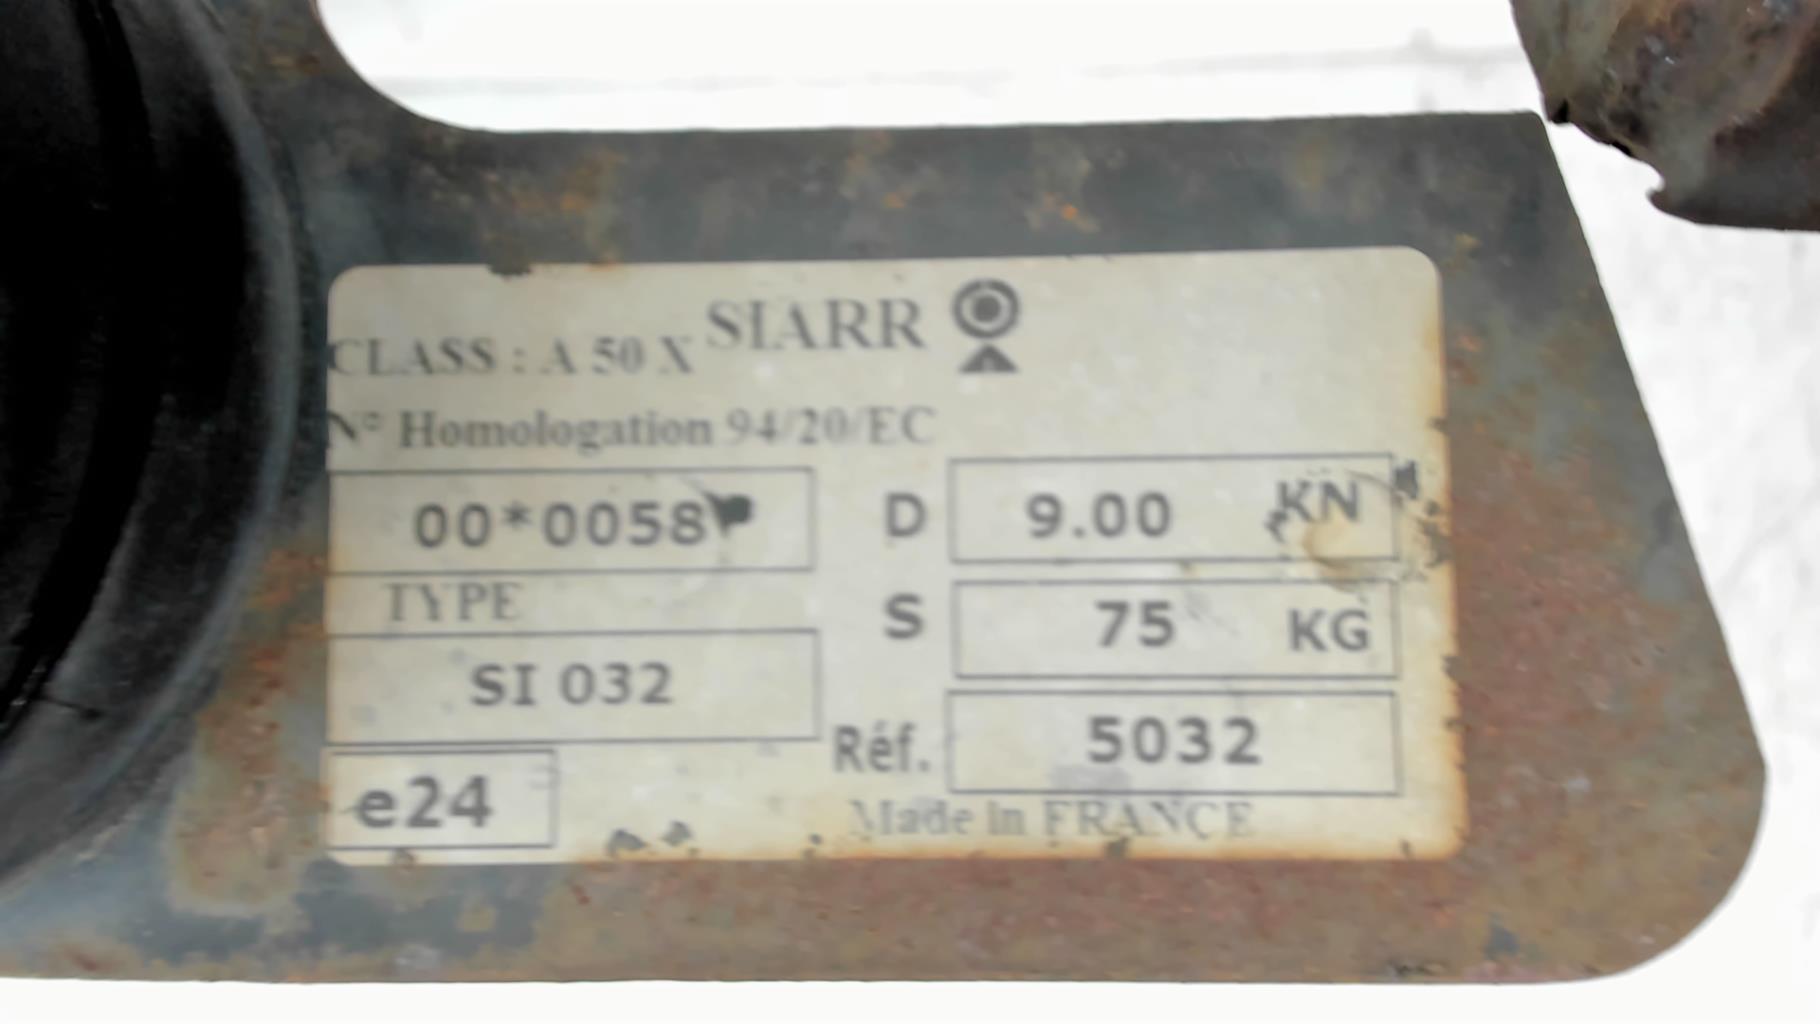 SIARR
CLASS : A 50 X
N° Homologation 94/20/EC
00*0058
D 9.00 KN
TYPE
S 75 KG
SI 032
Réf. 5032
e24
Made in FRANCE